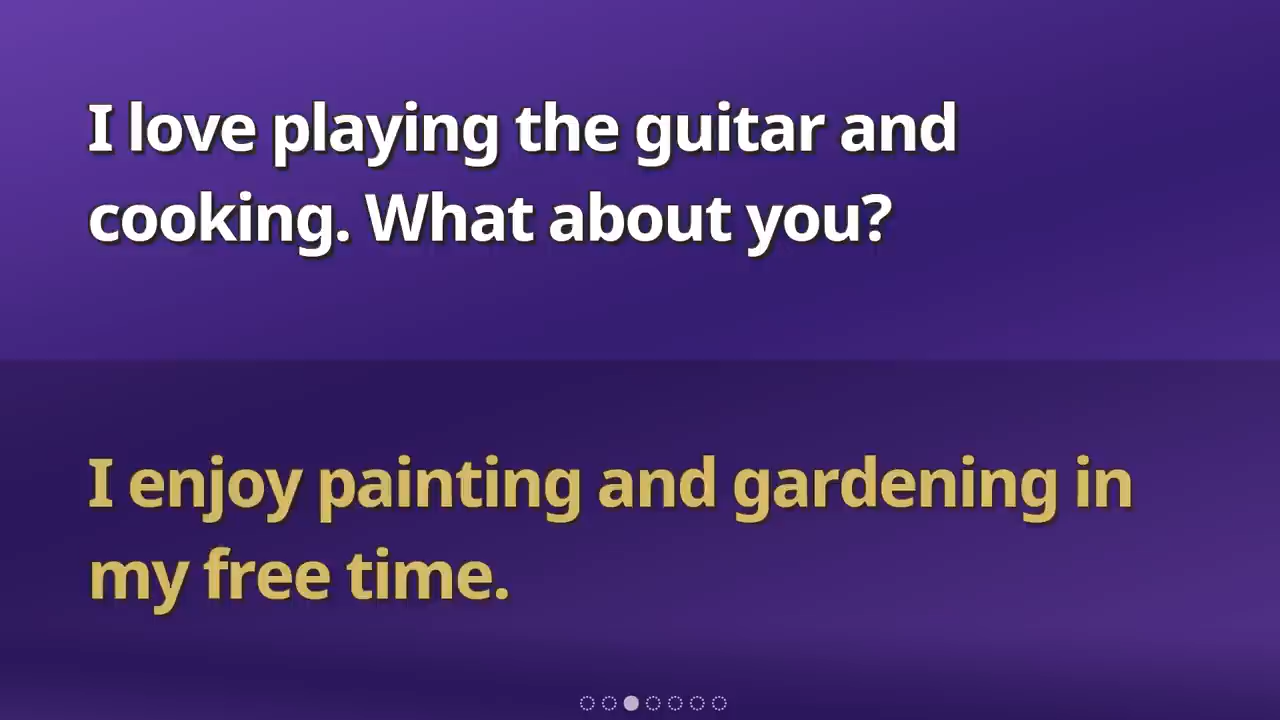 I love playing the guitar and
cooking. What about you?
I enjoy painting and gardening in
my free time.